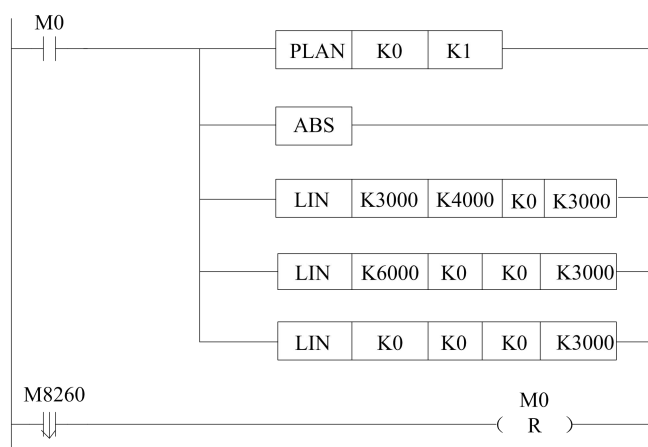 M0
PLAN K0 K1
ABS
LIN K3000 K4000 K0 K3000
LIN K6000 K0 K0 K3000
LIN K0 K0 K0 K3000
M8260
M0
( R )